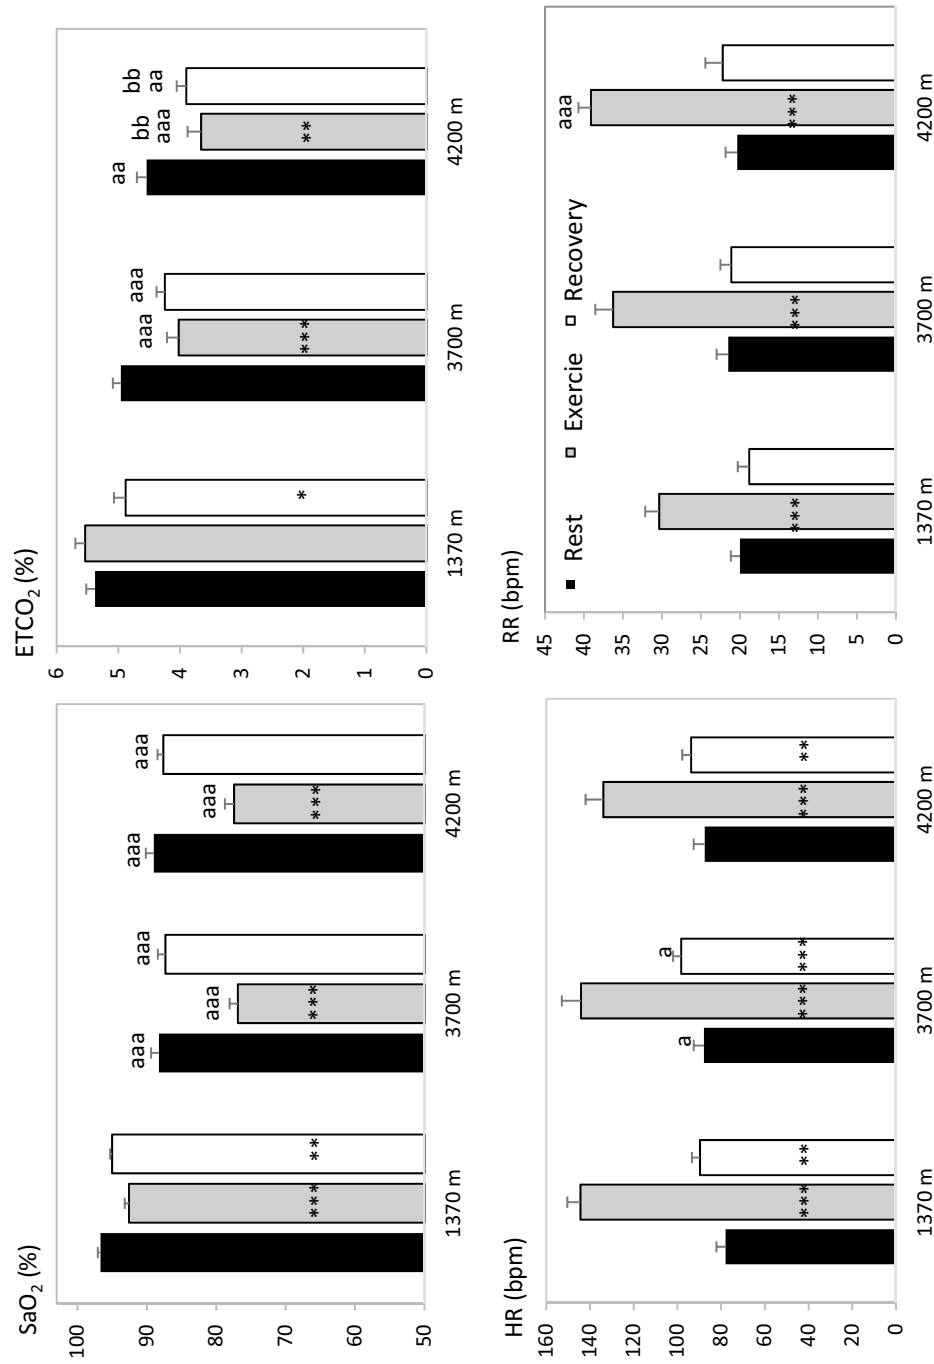 SaO₂ (%)
100
90
80
70
60
50
aaa aaa aaa
aaa aaa aaa
*** ** *** ***
1370 m 3700 m 4200 m
ETCO₂ (%)
6
5
4
3
2
1
0
bb bb
aa aaa aaa aaa aa
* *** **
1370 m 3700 m 4200 m
HR (bpm)
160
140
120
100
80
60
40
20
0
a a
*** ** *** *** *** **
1370 m 3700 m 4200 m
RR (bpm)
45
40
35
30
25
20
15
10
5
0
Rest Exercie Recovery
aaa
*** *** ***
1370 m 3700 m 4200 m